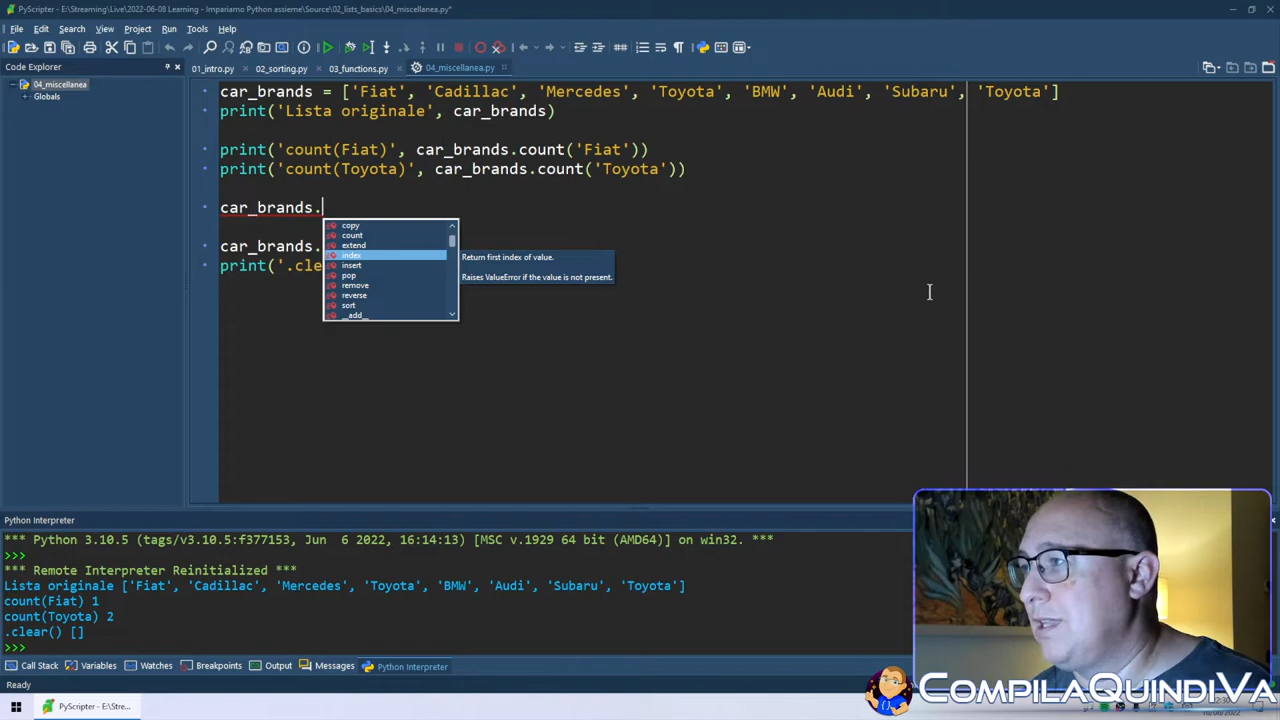 PyScripter - E:\Streaming\Live\2022-06-08 Learning - Impariamo Python assieme\Source\02_lists_basics\04_miscellanea.py*
File Edit Search View Project Run Tools Help
Code Explorer
01_intro.py 02_sorting.py 03_functions.py 04_miscellanea.py
04_miscellanea
Globals
car_brands = ['Fiat', 'Cadillac', 'Mercedes', 'Toyota', 'BMW', 'Audi', 'Subaru', 'Toyota']
print('Lista originale', car_brands)
print('count(Fiat)', car_brands.count('Fiat'))
print('count(Toyota)', car_brands.count('Toyota'))
car_brands.
copy
count
extend
index
insert
pop
remove
reverse
sort
__add__
Return first index of value.
Raises ValueError if the value is not present.
car_brands.
print('.cle
Python Interpreter
*** Python 3.10.5 (tags/v3.10.5:f377153, Jun 6 2022, 16:14:13) [MSC v.1929 64 bit (AMD64)] on win32. ***
>>>
*** Remote Interpreter Reinitialized ***
Lista originale ['Fiat', 'Cadillac', 'Mercedes', 'Toyota', 'BMW', 'Audi', 'Subaru', 'Toyota']
count(Fiat) 1
count(Toyota) 2
.clear() []
>>>
Call Stack Variables Watches Breakpoints Output Messages Python Interpreter
Ready
PyScripter - E:\Stre...
COMPILAQUINDIVA